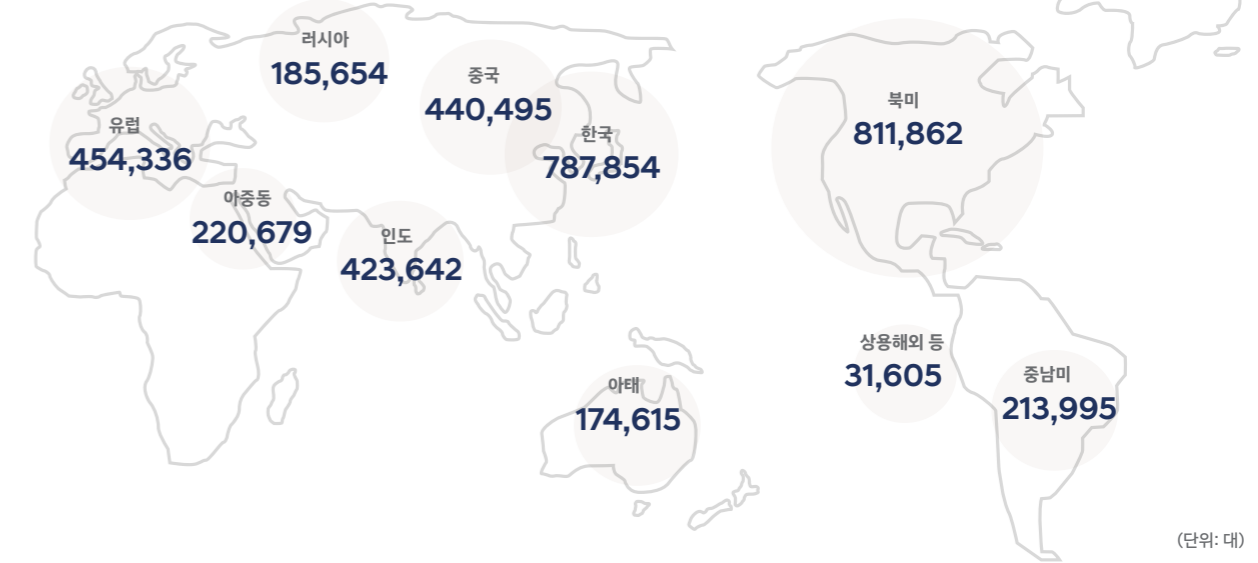 러시아
185,654
중국
440,495
북미
811,862
유럽
454,336
한국
787,854
아중동
220,679
인도
423,642
상용해외 등
31,605
중남미
213,995
아태
174,615
(단위: 대)